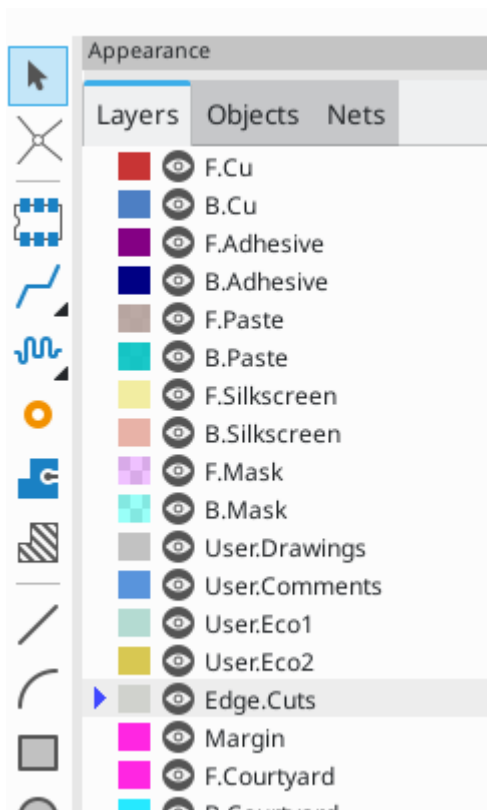 Appearance
Layers Objects Nets
F.Cu
B.Cu
F.Adhesive
B.Adhesive
F.Paste
B.Paste
F.Silkscreen
B.Silkscreen
F.Mask
B.Mask
User.Drawings
User.Comments
User.Eco1
User.Eco2
Edge.Cuts
Margin
F.Courtyard
B.Courtyard